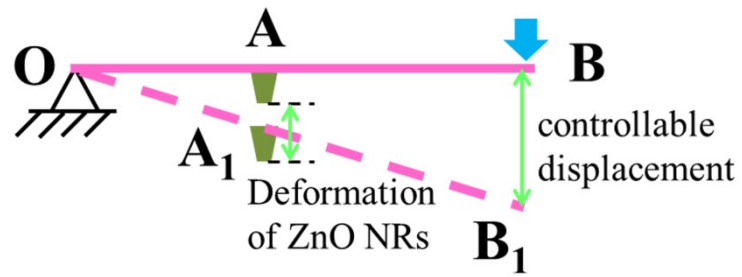 A
O
B
controllable
displacement
A1
Deformation
of ZnO NRs
B1